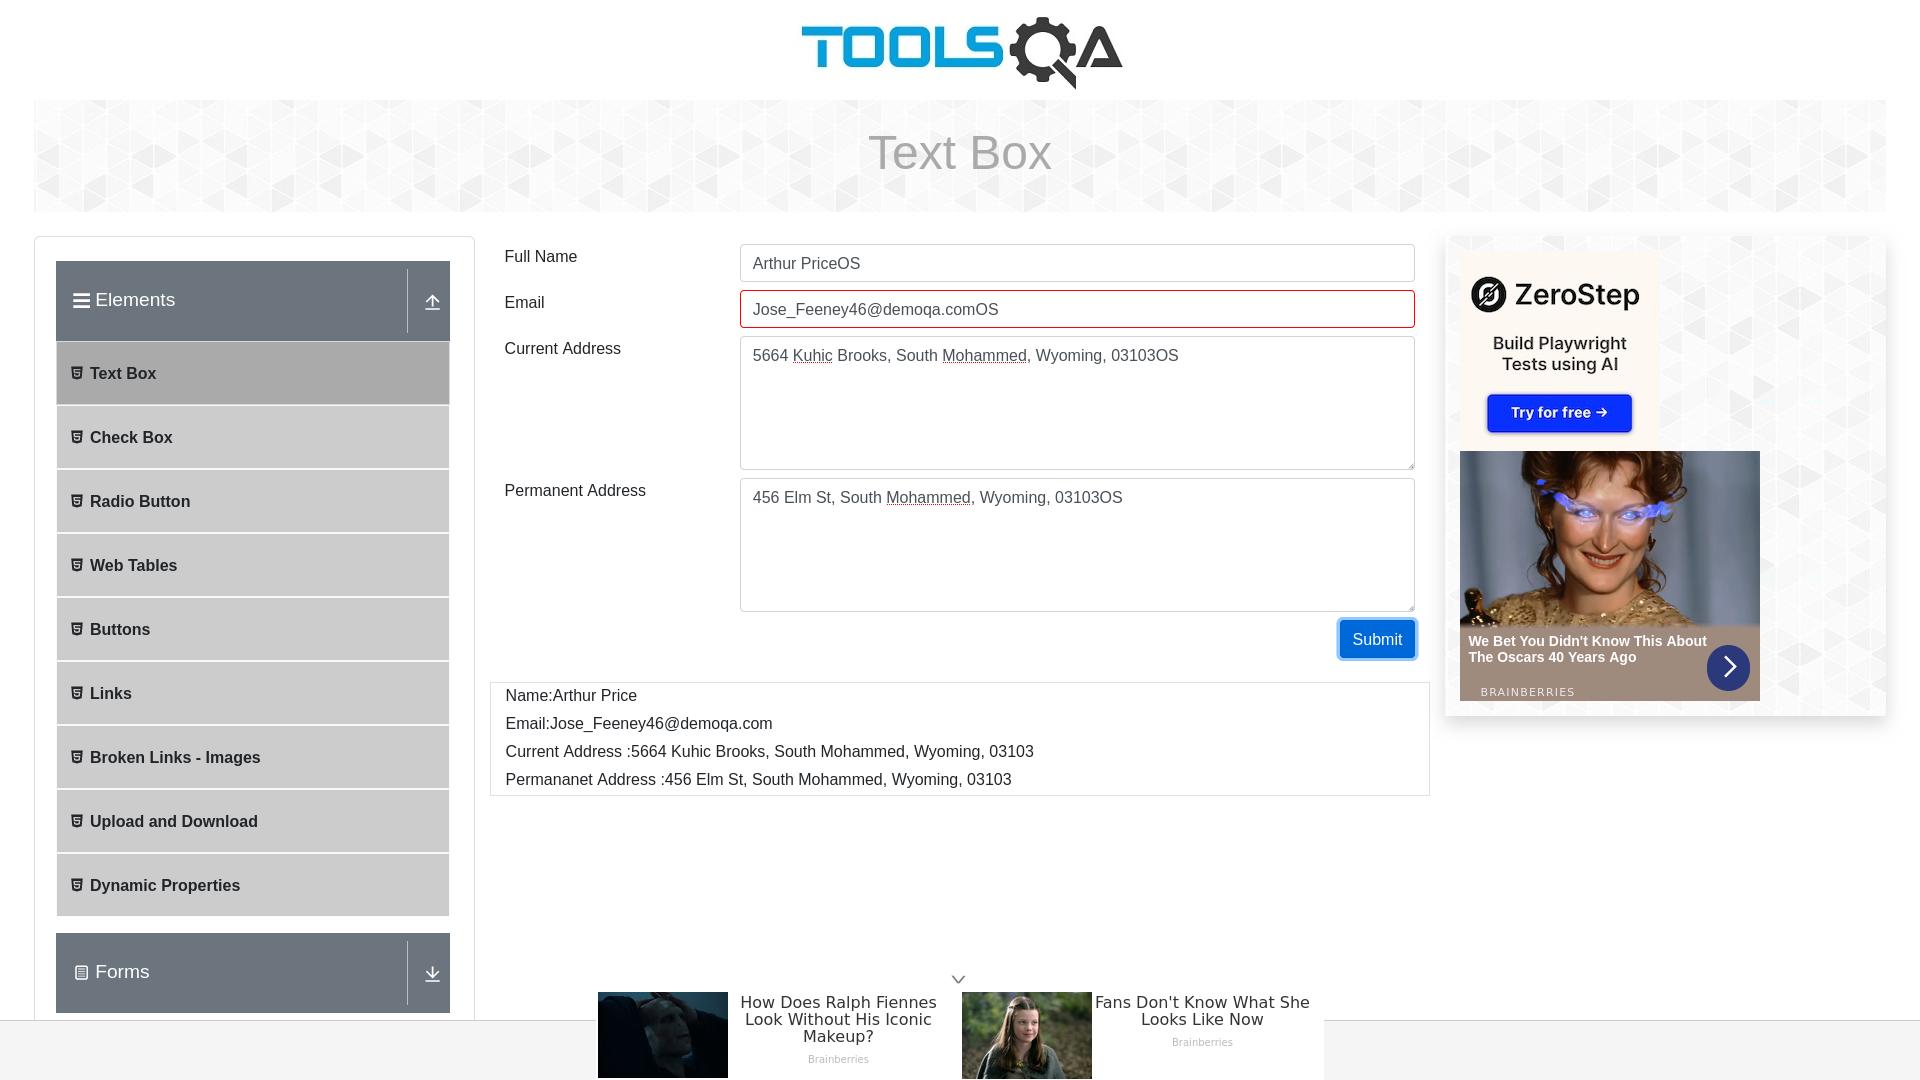 TOOLSQA
Text Box
Elements
Text Box
Check Box
Radio Button
Web Tables
Buttons
Links
Broken Links - Images
Upload and Download
Dynamic Properties
Forms
Full Name
Arthur PriceOS
Email
Jose_Feeney46@demoqa.comOS
Current Address
5664 Kuhic Brooks, South Mohammed, Wyoming, 03103OS
Permanent Address
456 Elm St, South Mohammed, Wyoming, 03103OS
Submit
Name:Arthur Price
Email:Jose_Feeney46@demoqa.com
Current Address :5664 Kuhic Brooks, South Mohammed, Wyoming, 03103
Permananet Address :456 Elm St, South Mohammed, Wyoming, 03103
ZeroStep
Build Playwright
Tests using AI
Try for free →
We Bet You Didn't Know This About
The Oscars 40 Years Ago
BRAINBERRIES
How Does Ralph Fiennes
Look Without His Iconic
Makeup?
Brainberries
Fans Don't Know What She
Looks Like Now
Brainberries